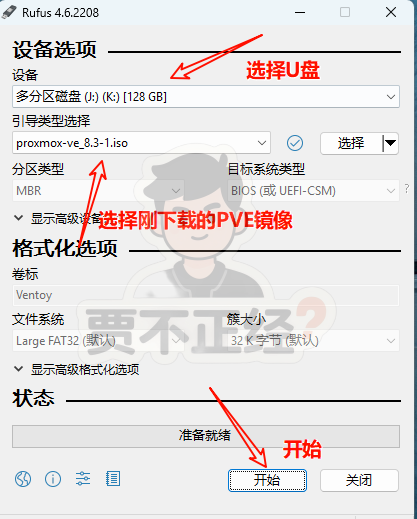 Rufus 4.6.2208
设备选项
设备
选择U盘
多分区磁盘 (J:) (K:) [128 GB]
引导类型选择
proxmox-ve_8.3-1.iso
选择
分区类型
目标系统类型
MBR
BIOS (或 UEFI-CSM)
?
显示高级设备
选择刚下载的PVE镜像
格式化选项
卷标
Ventoy
贾不正经?
文件系统
簇大小
Large FAT32 (默认)
32 K 字节 (默认)
显示高级格式化选项
状态
准备就绪
开始
开始
关闭